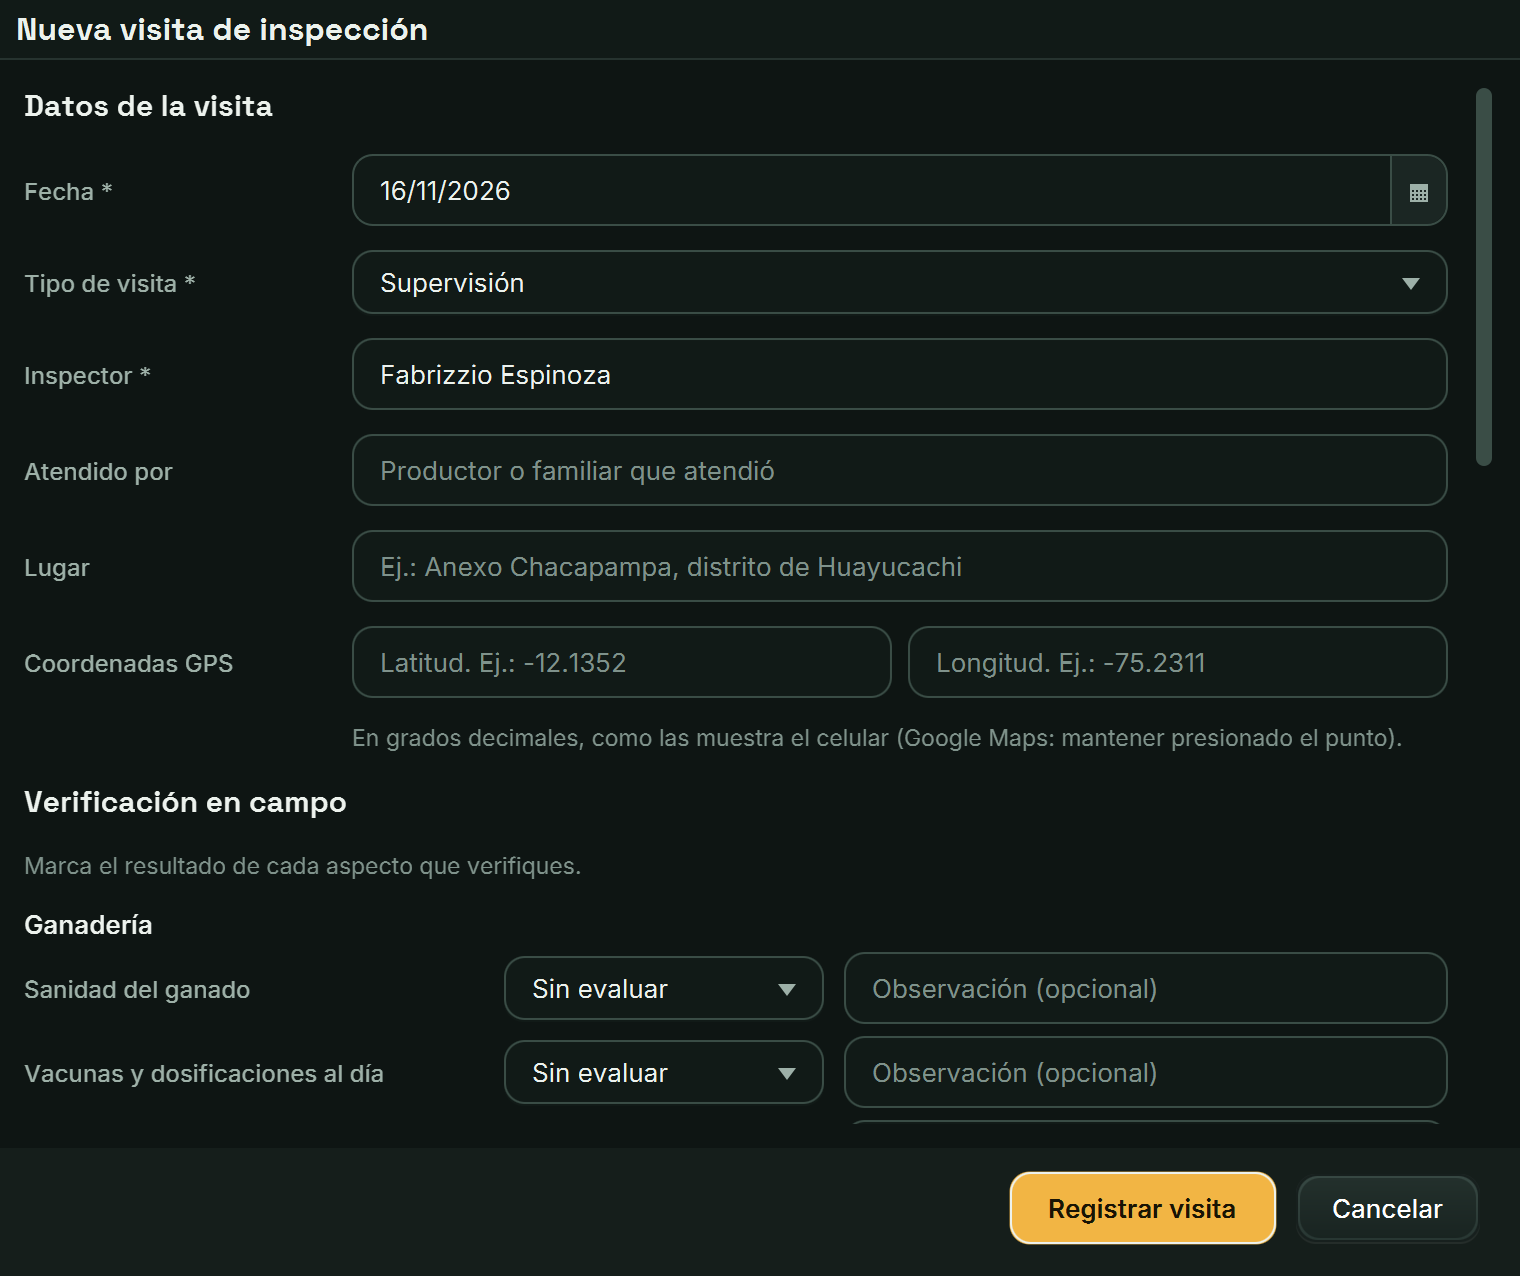 Nueva visita de inspección
Datos de la visita
Fecha *
16/11/2026
Tipo de visita *
Supervisión
Inspector *
Fabrizzio Espinoza
Atendido por
Productor o familiar que atendió
Lugar
Ej.: Anexo Chacapampa, distrito de Huayucachi
Coordenadas GPS
Latitud. Ej.: -12.1352
Longitud. Ej.: -75.2311
En grados decimales, como las muestra el celular (Google Maps: mantener presionado el punto).
Verificación en campo
Marca el resultado de cada aspecto que verifiques.
Ganadería
Sanidad del ganado
Sin evaluar
Observación (opcional)
Vacunas y dosificaciones al día
Sin evaluar
Observación (opcional)
Registrar visita
Cancelar